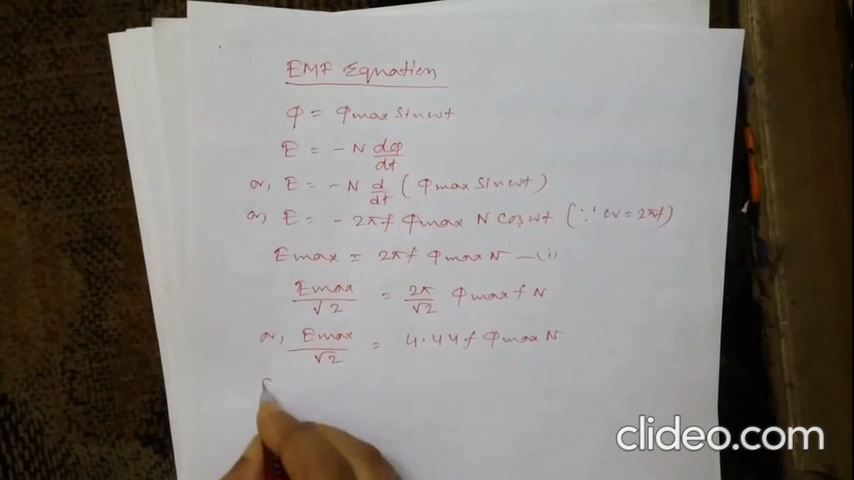 EMF Equation
φ = φmax Sin ωt
E = -N dφ/dt
or, E = -N d/dt (φmax Sin ωt)
or, E = - 2πf φmax N Cos ωt (∵ ω = 2πf)
Emax = 2πf φmax N —(i)
Emax/√2 = 2π/√2 φmax f N
or, Emax/√2 = 4.44 f φmax N
clideo.com